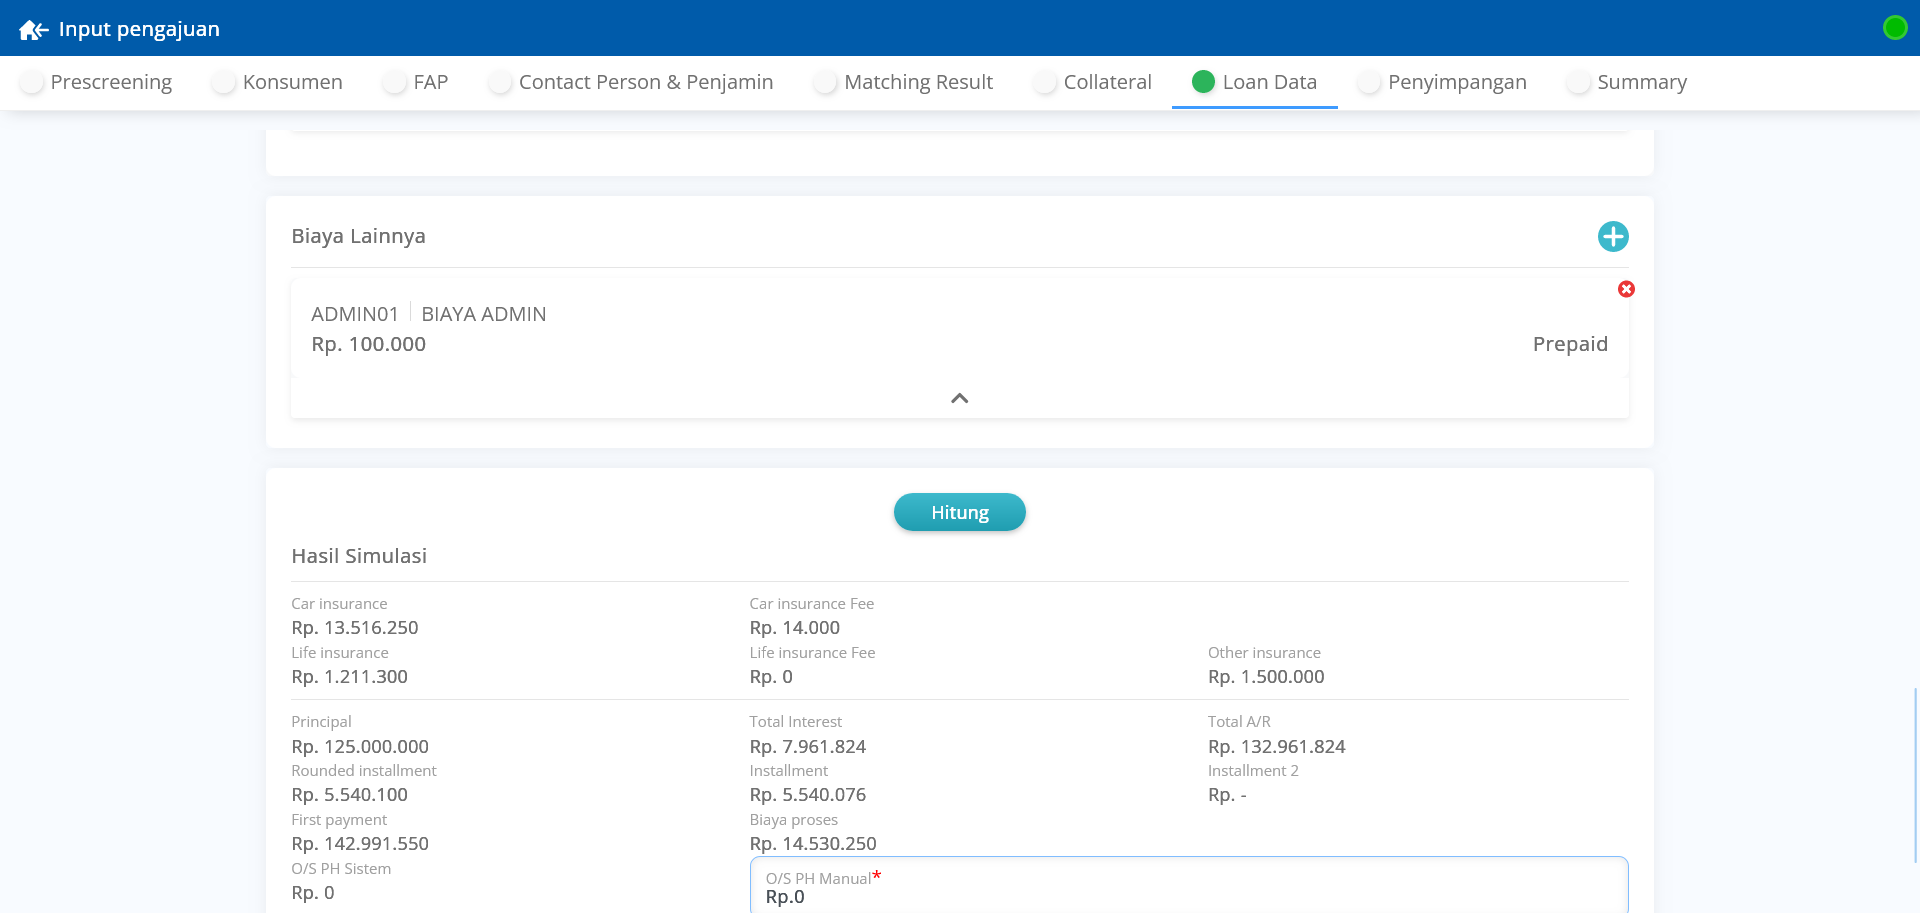 Input pengajuan
Prescreening Konsumen FAP Contact Person & Penjamin Matching Result Collateral Loan Data Penyimpangan Summary
Biaya Lainnya
ADMIN01 BIAYA ADMIN
Rp. 100.000 Prepaid
Hitung
Hasil Simulasi
Car insurance Car insurance Fee
Rp. 13.516.250 Rp. 14.000
Life insurance Life insurance Fee Other insurance
Rp. 1.211.300 Rp. 0 Rp. 1.500.000
Principal Total Interest Total A/R
Rp. 125.000.000 Rp. 7.961.824 Rp. 132.961.824
Rounded installment Installment Installment 2
Rp. 5.540.100 Rp. 5.540.076 Rp. -
First payment Biaya proses
Rp. 142.991.550 Rp. 14.530.250
O/S PH Sistem O/S PH Manual*
Rp. 0 Rp.0